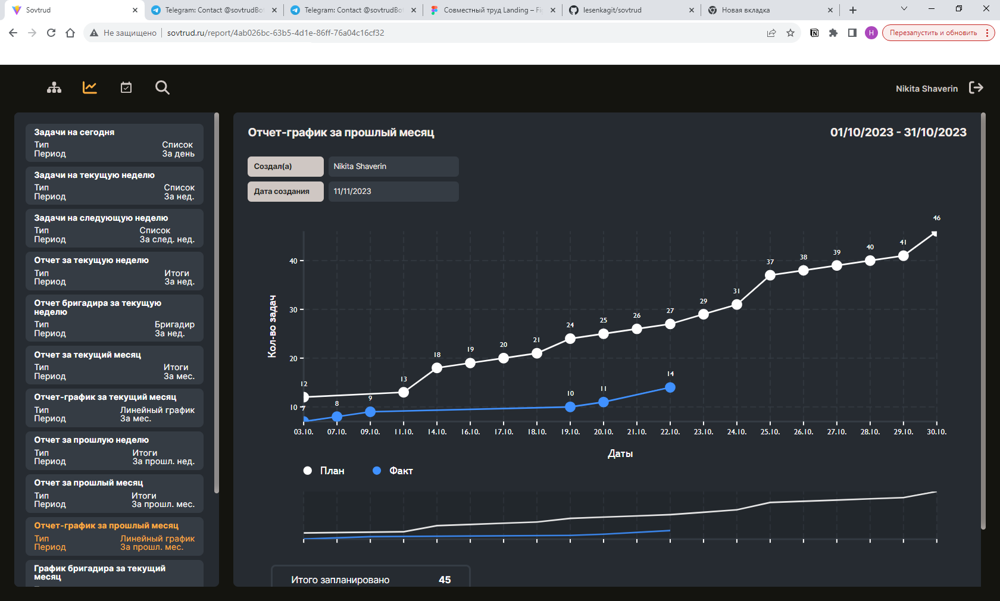 Sovtrud
Telegram: Contact @sovtrudBo
Telegram: Contact @sovtrudBo
Совместный труд Landing – Fi
lesenkagit/sovtrud
Новая вкладка
Не защищено
sovtrud.ru/report/4ab026bc-63b5-4d1e-86ff-76a04c16cf32
Н
Перезапустить и обновить
Nikita Shaverin
Задачи на сегодня
Тип Список
Период За день
Задачи на текущую неделю
Тип Список
Период За нед.
Задачи на следующую неделю
Тип Список
Период За след. нед.
Отчет за текущую неделю
Тип Итоги
Период За нед.
Отчет бригадира за текущую
неделю
Тип Бригадир
Период За нед.
Отчет за текущий месяц
Тип Итоги
Период За мес.
Отчет-график за текущий месяц
Тип Линейный график
Период За мес.
Отчет за прошлую неделю
Тип Итоги
Период За прошл. нед.
Отчет за прошлый месяц
Тип Итоги
Период За прошл. мес.
Отчет-график за прошлый месяц
Тип Линейный график
Период За прошл. мес.
График бригадира за текущий
месяц
Отчет-график за прошлый месяц
01/10/2023 - 31/10/2023
Создал(а) Nikita Shaverin
Дата создания 11/11/2023
Кол-во задач
40
30
20
10
12 13 18 19 20 21 24 25 26 27 29 31 37 38 39 40 41 46
7 8 9 10 11 14
03.10. 07.10. 09.10. 11.10. 14.10. 16.10. 17.10. 18.10. 19.10. 20.10. 21.10. 22.10. 23.10. 24.10. 25.10. 26.10. 27.10. 28.10. 29.10. 30.10.
Даты
План Факт
Итого запланировано 45